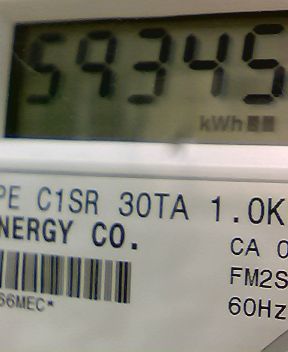 59345
kWh
PE C1SR 30TA 1.0K
NERGY CO.
CA 0
FM2S
66MEC*
60Hz